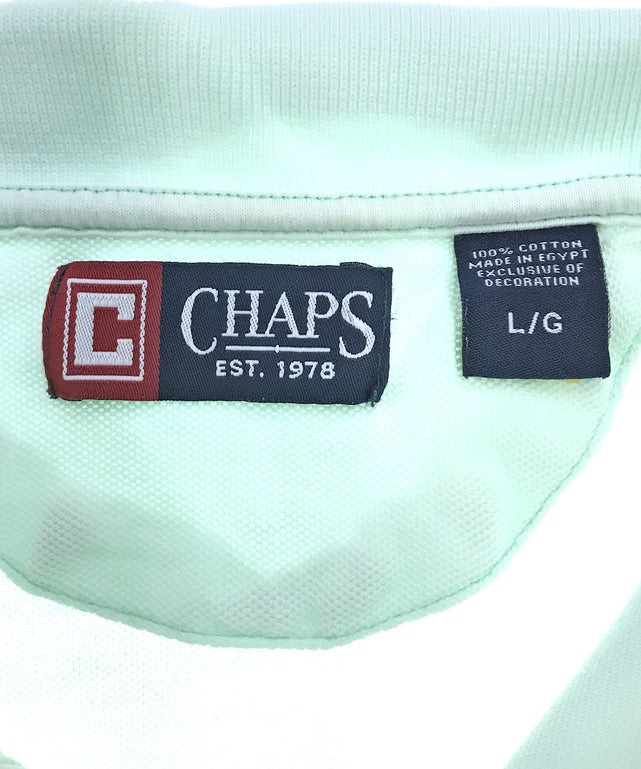 C
CHAPS
EST. 1978
100% COTTON
MADE IN EGYPT
EXCLUSIVE OF
DECORATION
L/G